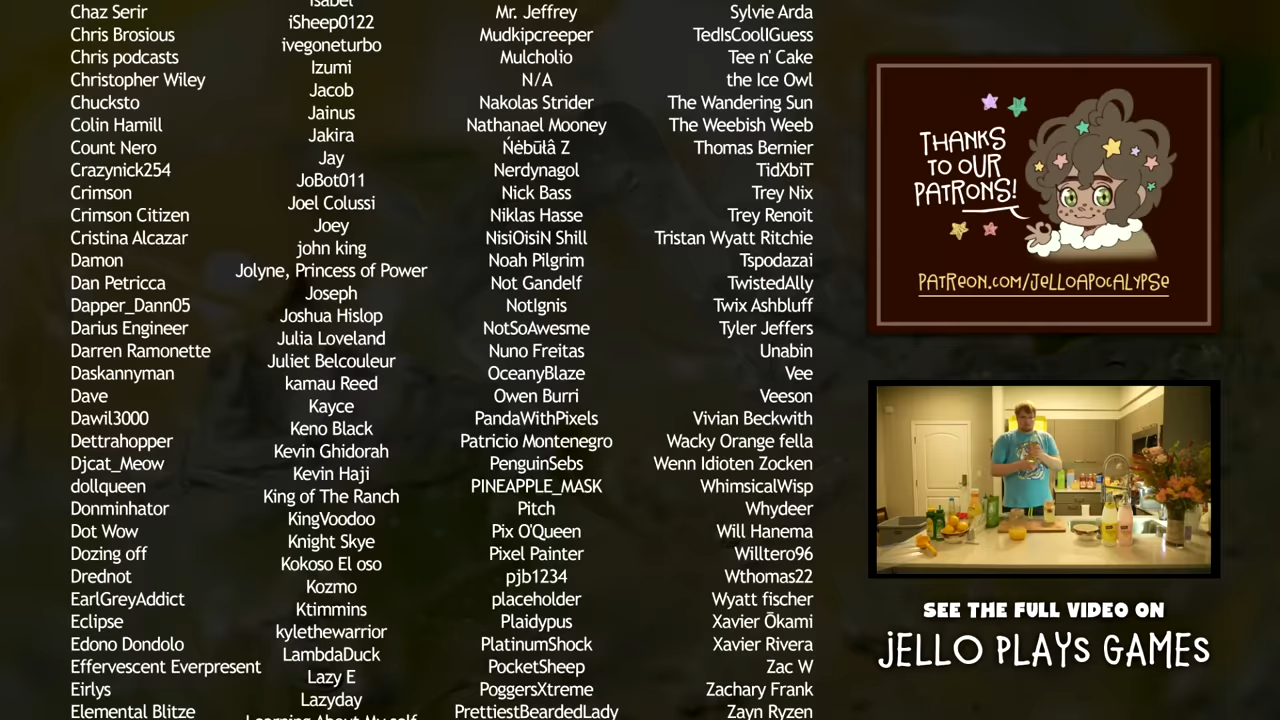 Chaz Serir
Chris Brosious
Chris podcasts
Christopher Wiley
Chucksto
Colin Hamill
Count Nero
Crazynick254
Crimson
Crimson Citizen
Cristina Alcazar
Damon
Dan Petricca
Dapper_Dann05
Darius Engineer
Darren Ramonette
Daskannyman
Dave
Dawil3000
Dettrahopper
Djcat_Meow
dollqueen
Donminhator
Dot Wow
Dozing off
Drednot
EarlGreyAddict
Eclipse
Edono Dondolo
Effervescent Everpresent
Eirlys
Elemental Blitze
Isabel
iSheep0122
ivegoneturbo
Izumi
Jacob
Jainus
Jakira
Jay
JoBot011
Joel Colussi
Joey
john king
Jolyne, Princess of Power
Joseph
Joshua Hislop
Julia Loveland
Juliet Belcouleur
kamau Reed
Kayce
Keno Black
Kevin Ghidorah
Kevin Haji
King of The Ranch
KingVoodoo
Knight Skye
Kokoso El oso
Kozmo
Ktimmins
kylethewarrior
LambdaDuck
Lazy E
Lazyday
Learning About My self
Mr. Jeffrey
Mudkipcreeper
Mulcholio
N/A
Nakolas Strider
Nathanael Mooney
Ńėbūłâ Z
Nerdynagol
Nick Bass
Niklas Hasse
NisiOisiN Shill
Noah Pilgrim
Not Gandelf
NotIgnis
NotSoAwesme
Nuno Freitas
OceanyBlaze
Owen Burri
PandaWithPixels
Patricio Montenegro
PenguinSebs
PINEAPPLE_MASK
Pitch
Pix O'Queen
Pixel Painter
pjb1234
placeholder
Plaidypus
PlatinumShock
PocketSheep
PoggersXtreme
PrettiestBeardedLady
Sylvie Arda
TedIsCoolIGuess
Tee n' Cake
the Ice Owl
The Wandering Sun
The Weebish Weeb
Thomas Bernier
TidXbiT
Trey Nix
Trey Renoit
Tristan Wyatt Ritchie
Tspodazai
TwistedAlly
Twix Ashbluff
Tyler Jeffers
Unabin
Vee
Veeson
Vivian Beckwith
Wacky Orange fella
Wenn Idioten Zocken
WhimsicalWisp
Whydeer
Will Hanema
Willtero96
Wthomas22
Wyatt fischer
Xavier Ōkami
Xavier Rivera
Zac W
Zachary Frank
Zayn Ryzen
THANKS
TO OUR
PATRONS!
PATREON.COM/JELLOAPOCALYPSE
SEE THE FULL VIDEO ON
JELLO PLAYS GAMES